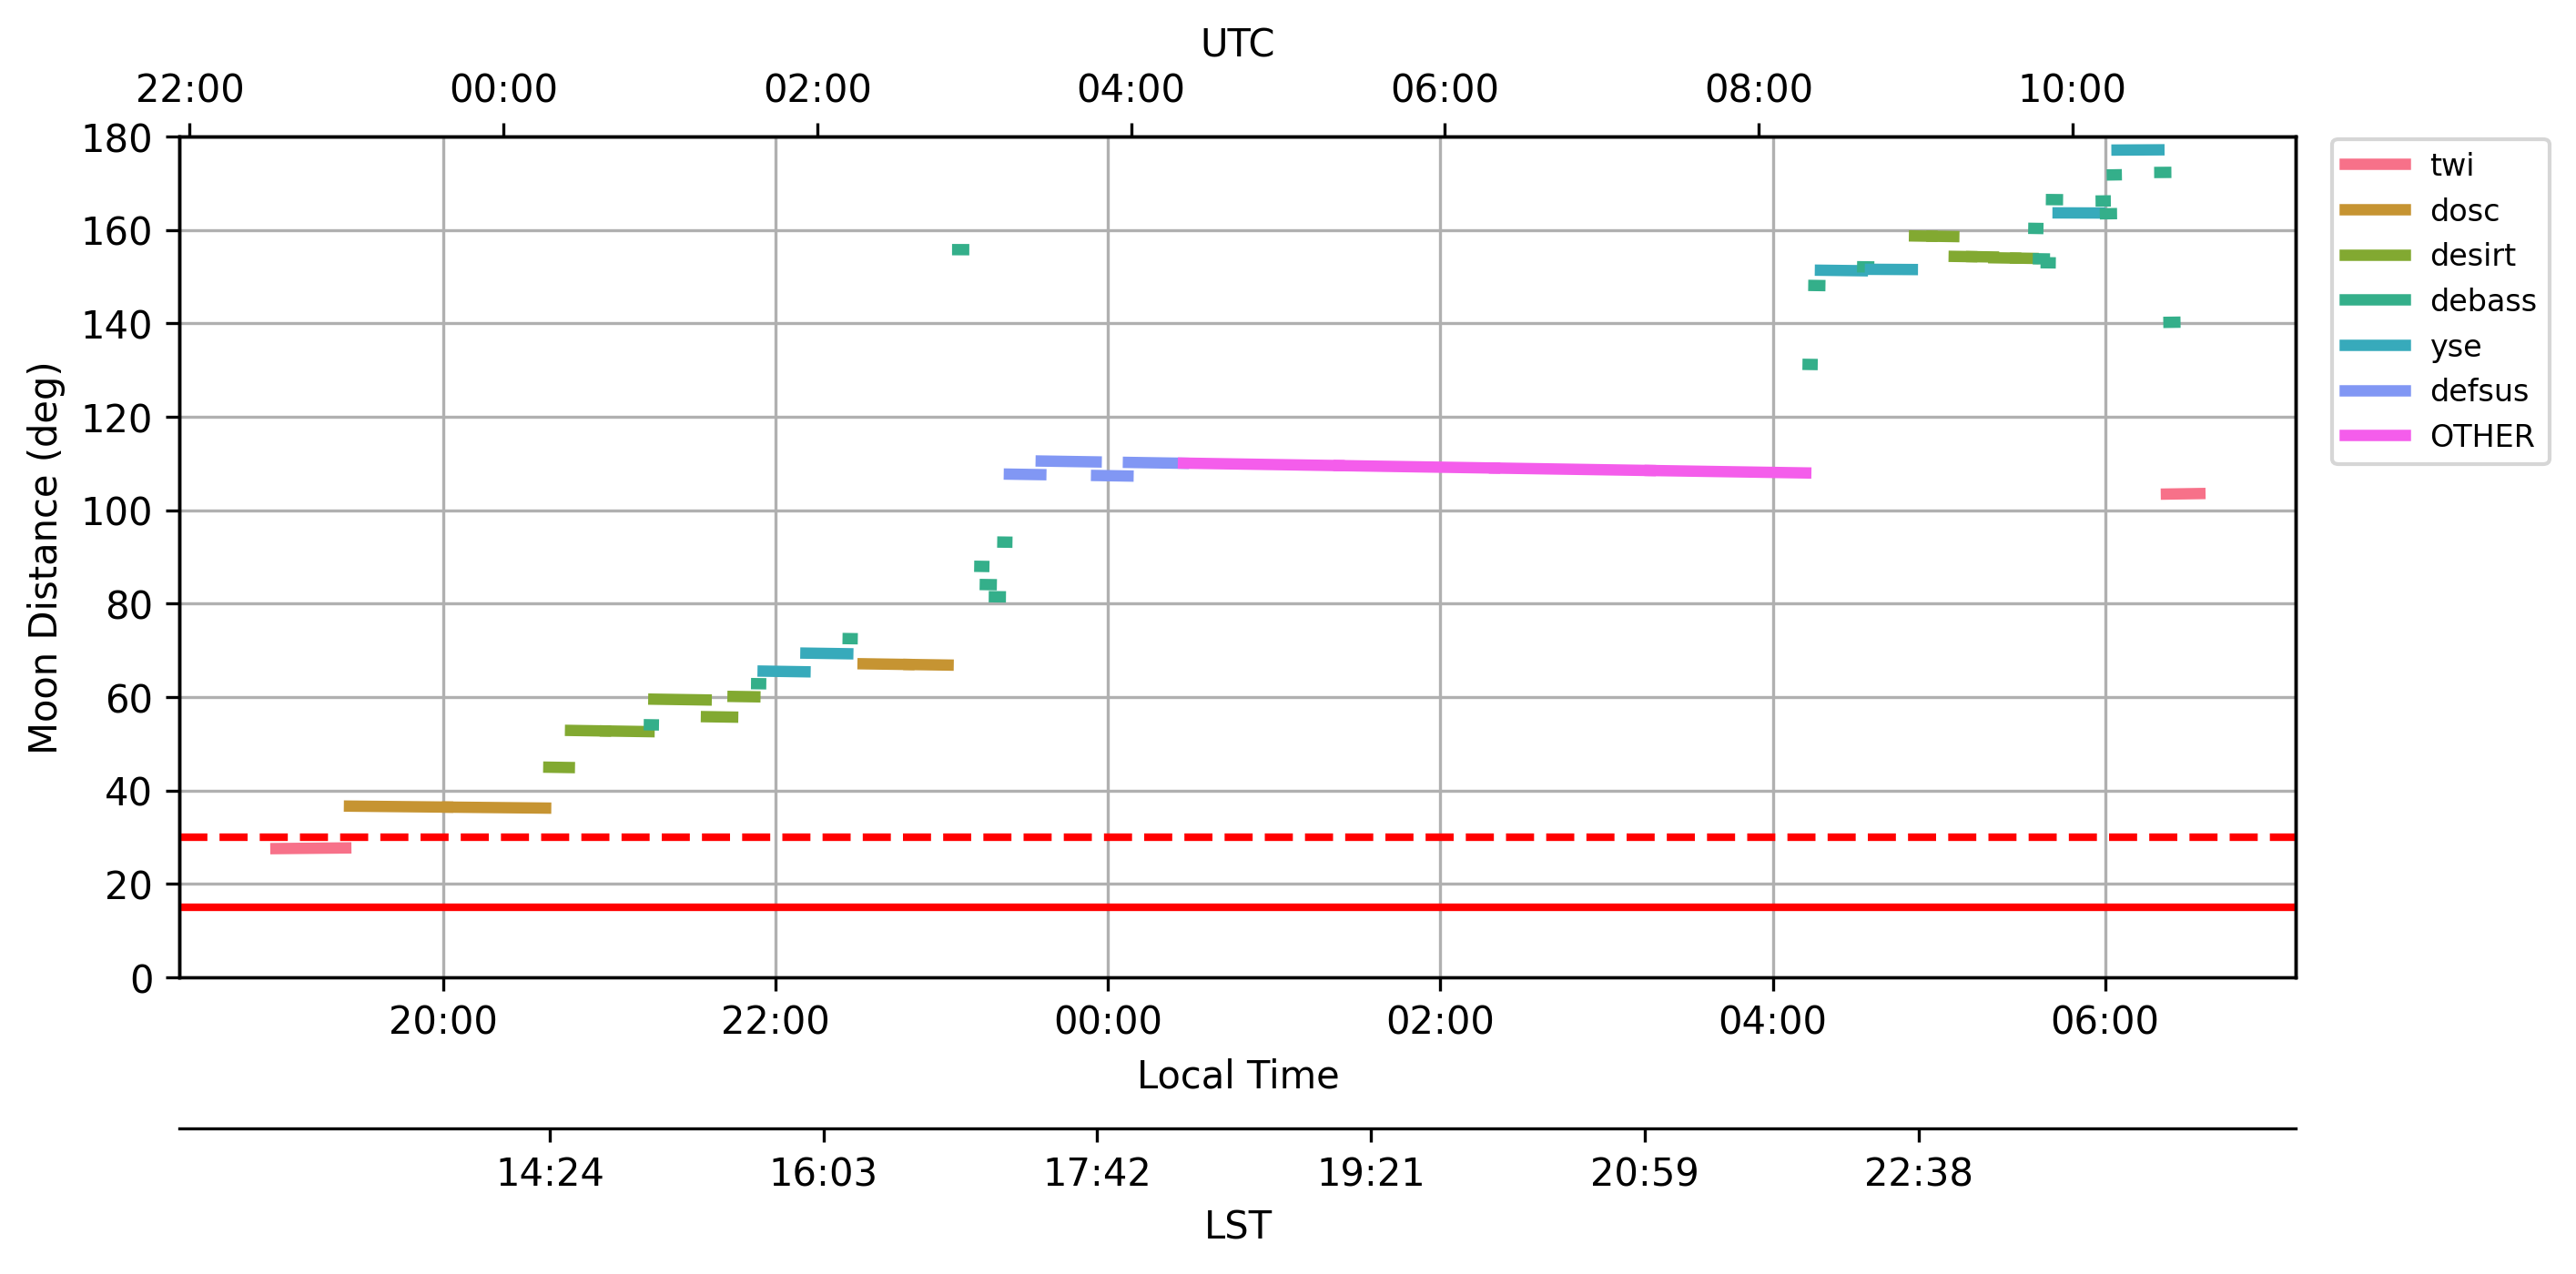 UTC
22:00 00:00 02:00 04:00 06:00 08:00 10:00
180
160
140
120
100
80
60
40
20
0
Moon Distance (deg)
twi
dosc
desirt
debass
yse
defsus
OTHER
20:00 22:00 00:00 02:00 04:00 06:00
Local Time
14:24 16:03 17:42 19:21 20:59 22:38
LST